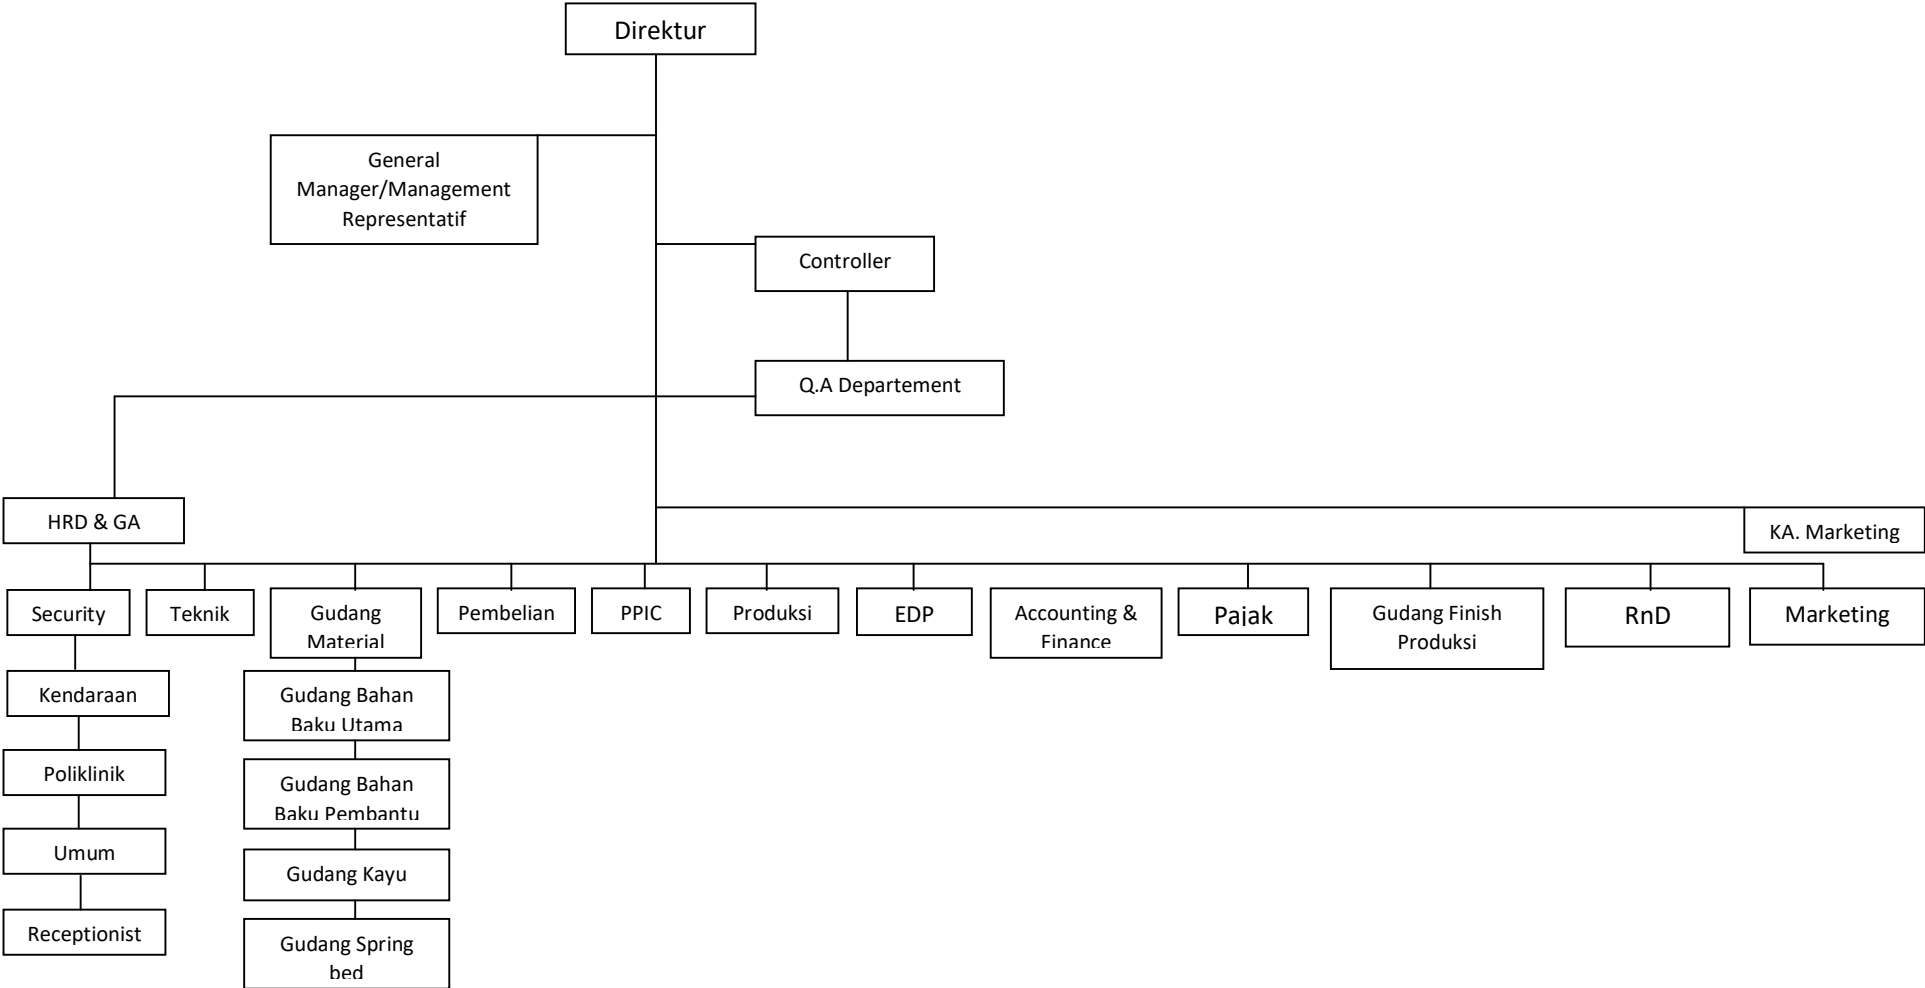 Direktur
General
Manager/Management
Representatif
Controller
Q.A Departement
HRD & GA
KA. Marketing
Security
Teknik
Gudang
Material
Pembelian
PPIC
Produksi
EDP
Accounting &
Finance
Pajak
Gudang Finish
Produksi
RnD
Marketing
Kendaraan
Gudang Bahan
Baku Utama
Poliklinik
Gudang Bahan
Baku Pembantu
Umum
Gudang Kayu
Receptionist
Gudang Spring
bed